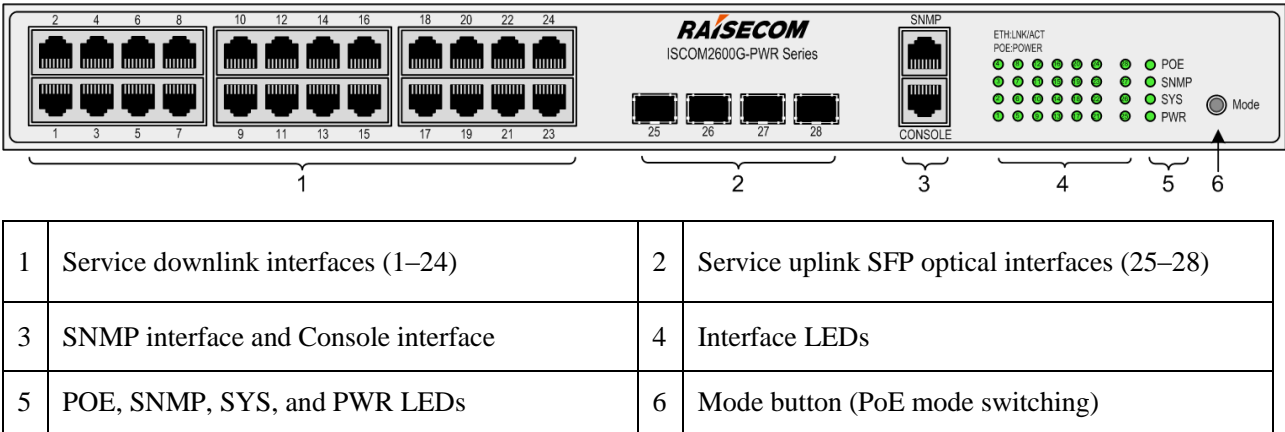 2 4 6 8 10 12 14 16 18 20 22 24
RAISECOM
ISCOM2600G-PWR Series
SNMP
ETH:LNK/ACT
POE:POWER
POE
SNMP
SYS
PWR
Mode
1 3 5 7 9 11 13 15 17 19 21 23
25 26 27 28
CONSOLE
1 2 3 4 5 6
1 Service downlink interfaces (1–24) 2 Service uplink SFP optical interfaces (25–28)
3 SNMP interface and Console interface 4 Interface LEDs
5 POE, SNMP, SYS, and PWR LEDs 6 Mode button (PoE mode switching)